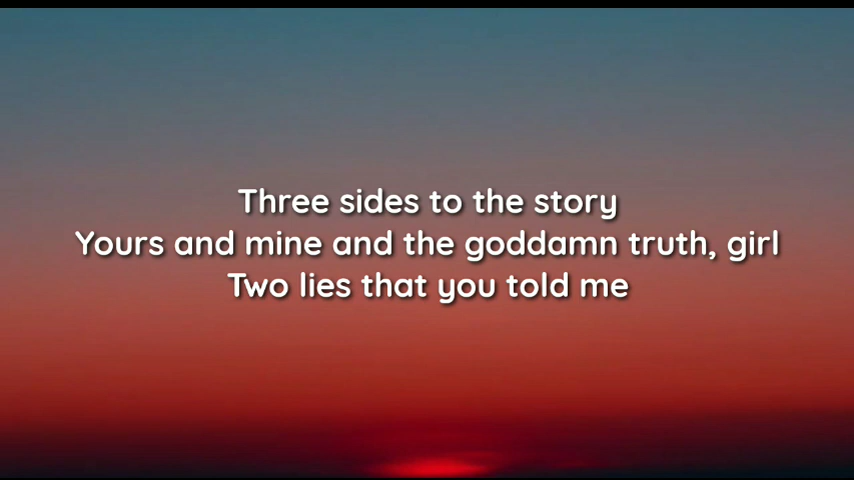 Three sides to the story
Yours and mine and the goddamn truth, girl
Two lies that you told me